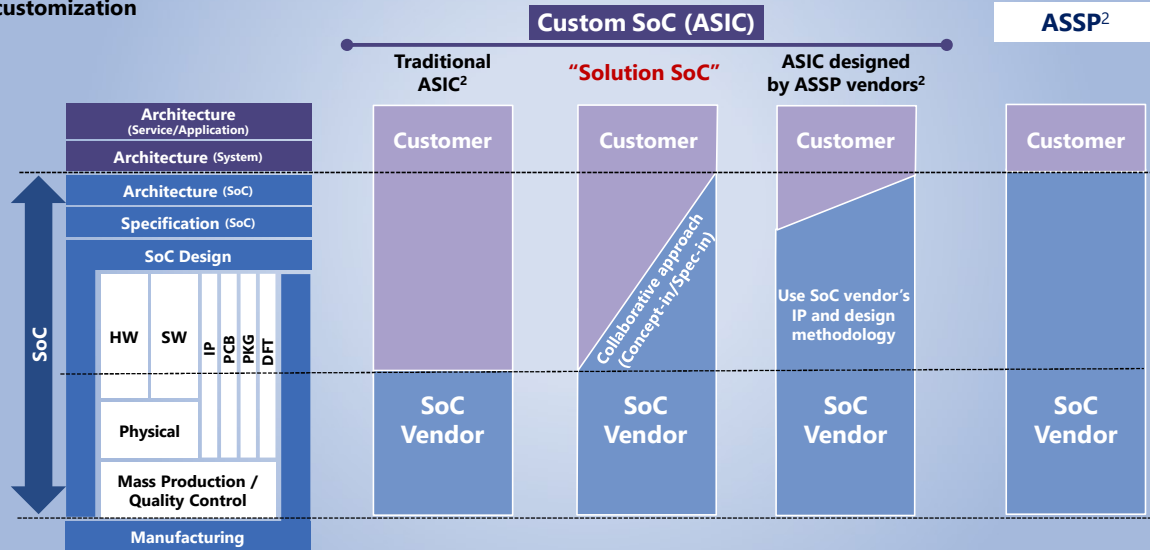 customization
Custom SoC (ASIC)
ASSP²
Traditional
ASIC²
“Solution SoC”
ASIC designed
by ASSP vendors²
Architecture
(Service/Application)
Architecture (System)
Architecture (SoC)
Specification (SoC)
SoC Design
HW
SW
IP
PCB
PKG
DFT
Physical
Mass Production /
Quality Control
Manufacturing
SoC
Customer
SoC
Vendor
Customer
Collaborative approach
(Concept-in/Spec-in)
SoC
Vendor
Customer
Use SoC vendor’s
IP and design
methodology
SoC
Vendor
Customer
SoC
Vendor